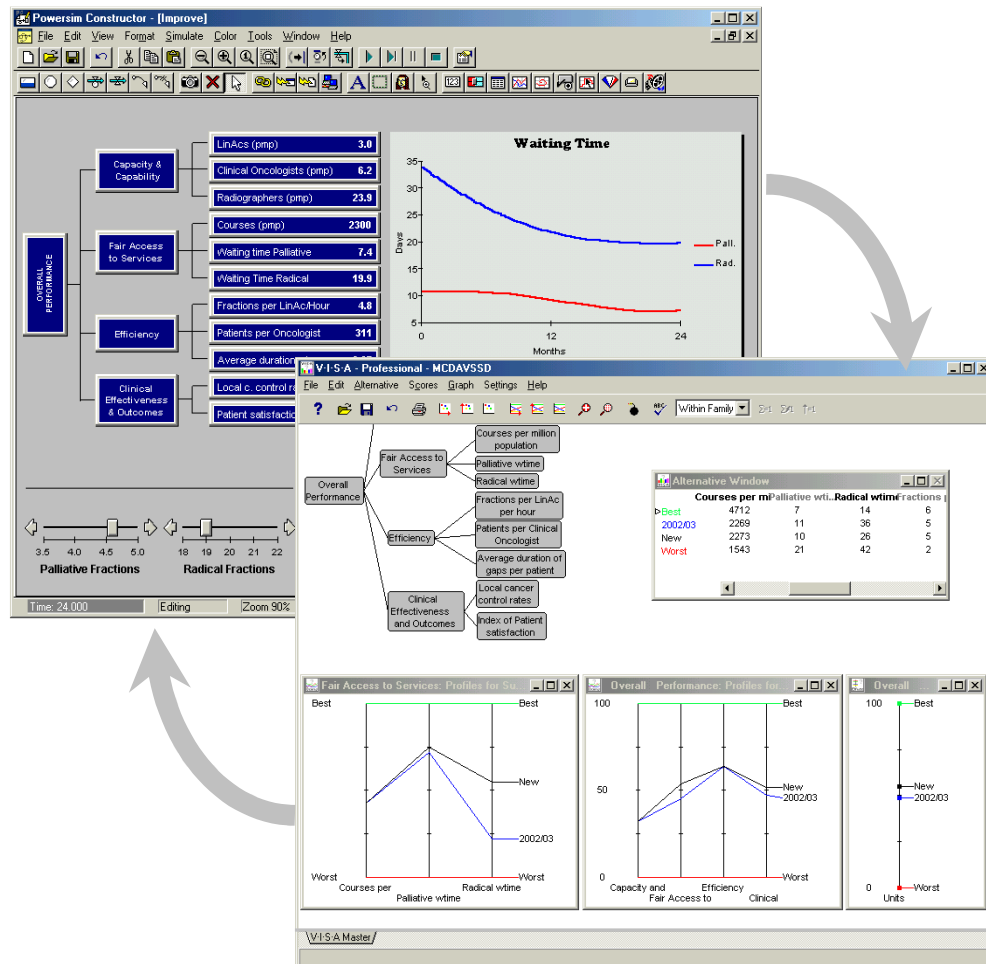 Powersim Constructor - [Improve]
File Edit View Format Simulate Color Tools Window Help
OVERALL PERFORMANCE
Capacity & Capability
LinAcs (pmp) 3.0
Clinical Oncologists (pmp) 6.2
Radiographers (pmp) 23.9
Fair Access to Services
Courses (pmp) 2300
Waiting time Palliative 7.4
Waiting Time Radical 19.9
Efficiency
Fractions per LinAc/Hour 4.8
Patients per Oncologist 311
Average duration
Clinical Effectiveness & Outcomes
Local c. control ra
Patient satisfactio
Waiting Time
35
30
25
20
15
10
5
Days
0 12 24
Months
Pall.
Rad.
3.5 4.0 4.5 5.0
Palliative Fractions
18 19 20 21 22
Radical Fractions
Time: 24.000 Editing Zoom 90%
V·I·S·A - Professional - MCDAVSSD
File Edit Alternative Scores Graph Settings Help
Within Family
Overall Performance
Fair Access to Services
Courses per million population
Palliative wtime
Radical wtime
Efficiency
Fractions per LinAc per hour
Patients per Clinical Oncologist
Average duration of gaps per patient
Clinical Effectiveness and Outcomes
Local cancer control rates
Index of Patient satisfaction
Alternative Window
Courses per mi Palliative wti... Radical wtime Fractions p
Best 4712 7 14 6
2002/03 2269 11 36 5
New 2273 10 26 5
Worst 1543 21 42 2
Fair Access to Services: Profiles for Su...
Best Best
New
2002/03
Worst Worst
Courses per Radical wtime
Palliative wtime
Overall Performance: Profiles for...
100 Best
50
New
2002/03
0 Worst
Capacity and Efficiency
Fair Access to Clinical
Overall ...
100 Best
New
2002/03
0 Worst
Units
V·I·S·A Master